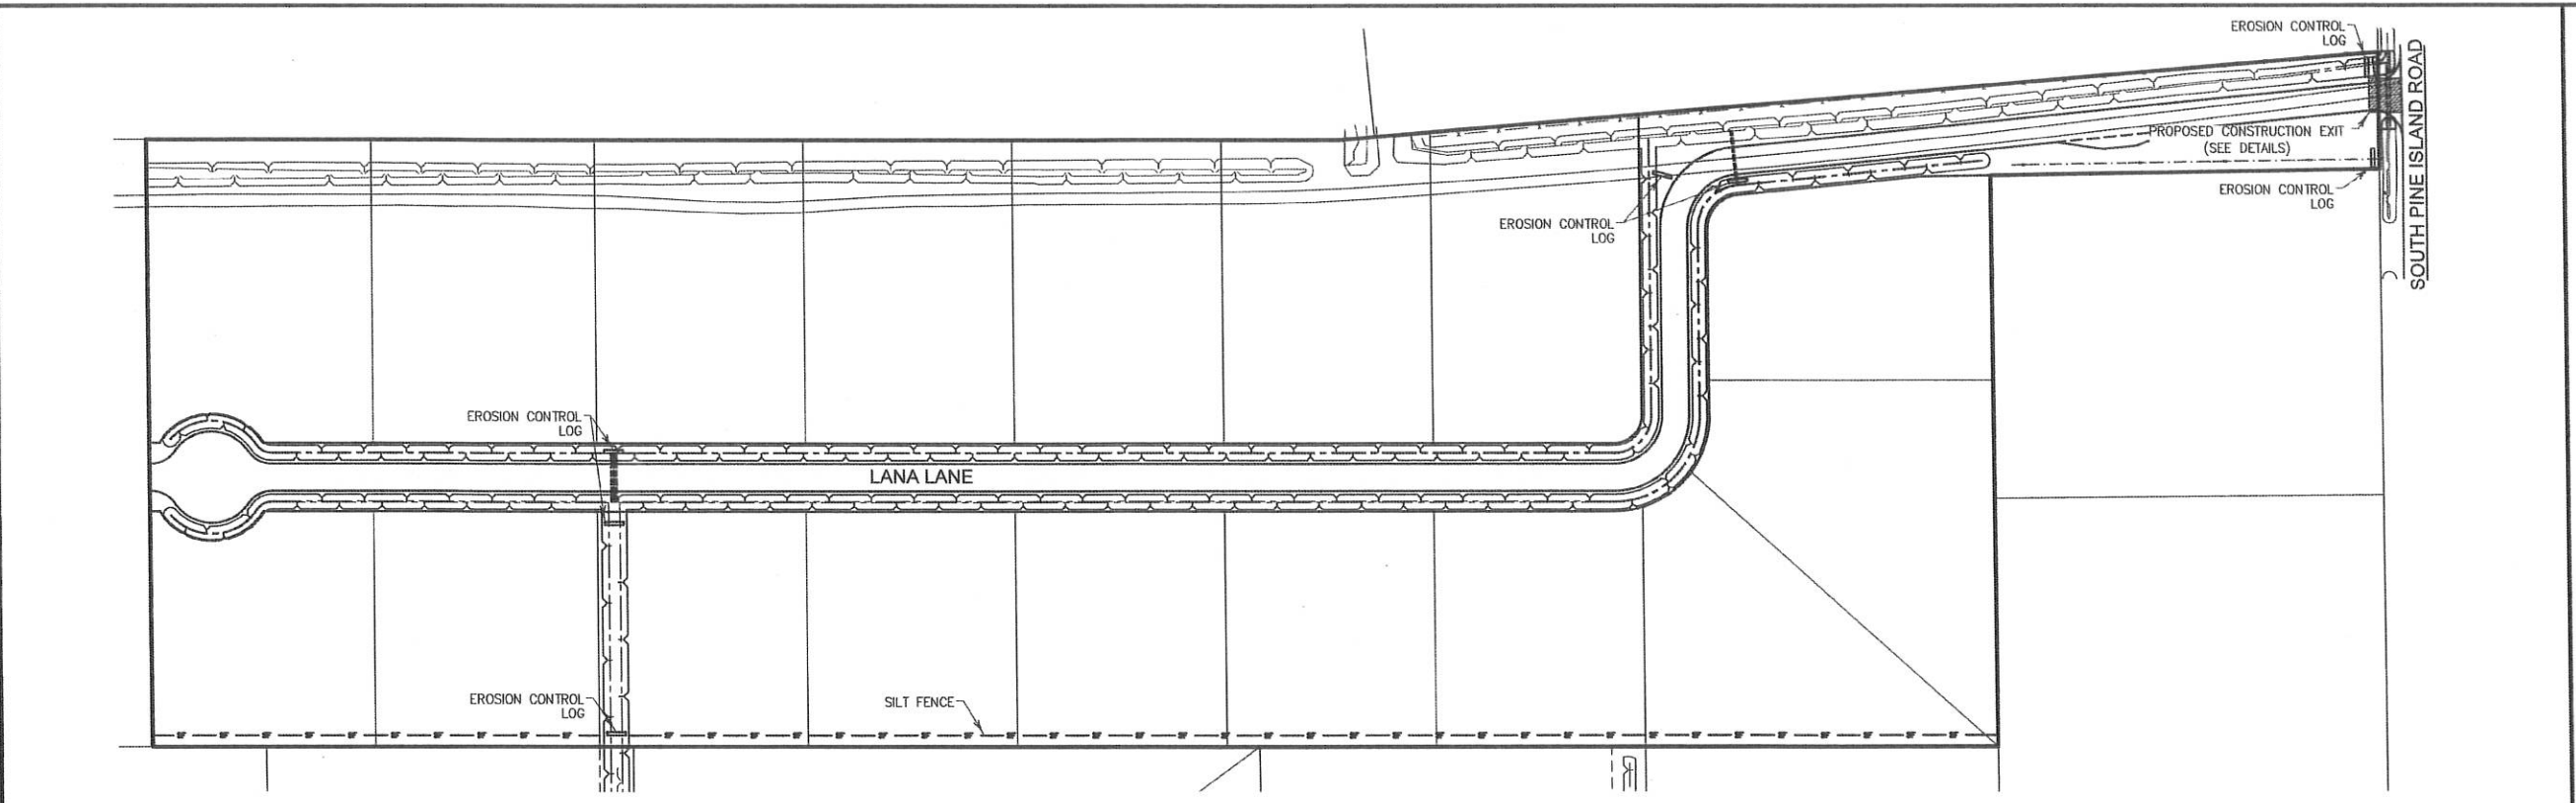 EROSION CONTROL
LOG
SOUTH PINE ISLAND ROAD
PROPOSED CONSTRUCTION EXIT
(SEE DETAILS)
EROSION CONTROL
LOG
EROSION CONTROL
LOG
EROSION CONTROL
LOG
LANA LANE
EROSION CONTROL
LOG
SILT FENCE